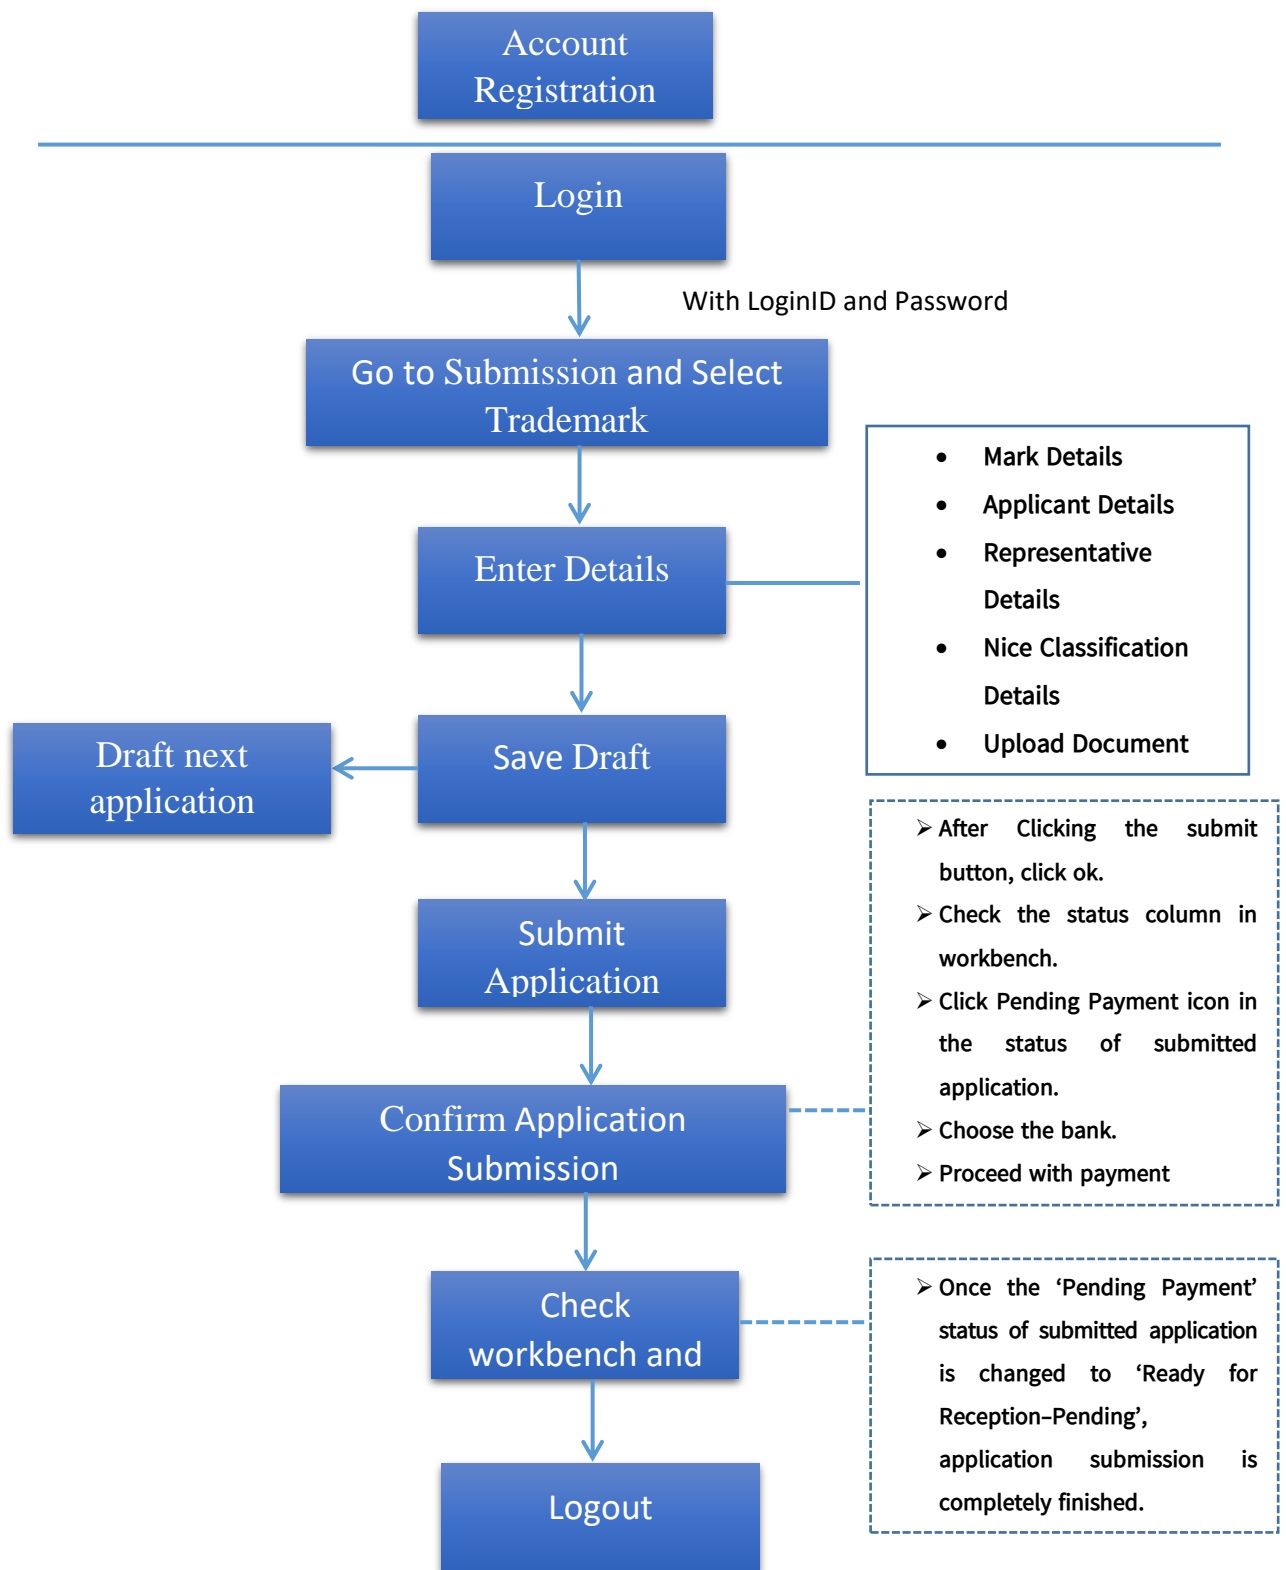 Account
Registration
Login
With LoginID and Password
Go to Submission and Select
Trademark
Enter Details
• Mark Details
• Applicant Details
• Representative
Details
• Nice Classification
Details
• Upload Document
Save Draft
Draft next
application
Submit
Application
➢ After Clicking the submit
button, click ok.
➢ Check the status column in
workbench.
➢ Click Pending Payment icon in
the status of submitted
application.
➢ Choose the bank.
➢ Proceed with payment
Confirm Application
Submission
Check
workbench and
➢ Once the ‘Pending Payment’
status of submitted application
is changed to ‘Ready for
Reception–Pending’,
application submission is
completely finished.
Logout